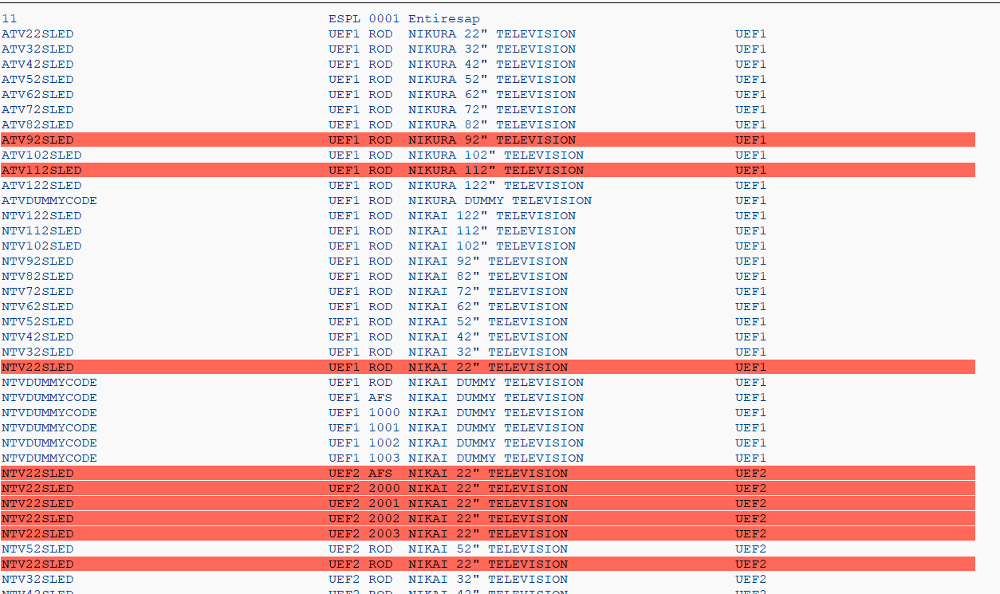 11 ESPL 0001 Entiresap
ATV22SLED UEF1 ROD NIKURA 22" TELEVISION UEF1
ATV32SLED UEF1 ROD NIKURA 32" TELEVISION UEF1
ATV42SLED UEF1 ROD NIKURA 42" TELEVISION UEF1
ATV52SLED UEF1 ROD NIKURA 52" TELEVISION UEF1
ATV62SLED UEF1 ROD NIKURA 62" TELEVISION UEF1
ATV72SLED UEF1 ROD NIKURA 72" TELEVISION UEF1
ATV82SLED UEF1 ROD NIKURA 82" TELEVISION UEF1
ATV92SLED UEF1 ROD NIKURA 92" TELEVISION UEF1
ATV102SLED UEF1 ROD NIKURA 102" TELEVISION UEF1
ATV112SLED UEF1 ROD NIKURA 112" TELEVISION UEF1
ATV122SLED UEF1 ROD NIKURA 122" TELEVISION UEF1
ATVDUMMYCODE UEF1 ROD NIKURA DUMMY TELEVISION UEF1
NTV122SLED UEF1 ROD NIKAI 122" TELEVISION UEF1
NTV112SLED UEF1 ROD NIKAI 112" TELEVISION UEF1
NTV102SLED UEF1 ROD NIKAI 102" TELEVISION UEF1
NTV92SLED UEF1 ROD NIKAI 92" TELEVISION UEF1
NTV82SLED UEF1 ROD NIKAI 82" TELEVISION UEF1
NTV72SLED UEF1 ROD NIKAI 72" TELEVISION UEF1
NTV62SLED UEF1 ROD NIKAI 62" TELEVISION UEF1
NTV52SLED UEF1 ROD NIKAI 52" TELEVISION UEF1
NTV42SLED UEF1 ROD NIKAI 42" TELEVISION UEF1
NTV32SLED UEF1 ROD NIKAI 32" TELEVISION UEF1
NTV22SLED UEF1 ROD NIKAI 22" TELEVISION UEF1
NTVDUMMYCODE UEF1 ROD NIKAI DUMMY TELEVISION UEF1
NTVDUMMYCODE UEF1 AFS NIKAI DUMMY TELEVISION UEF1
NTVDUMMYCODE UEF1 1000 NIKAI DUMMY TELEVISION UEF1
NTVDUMMYCODE UEF1 1001 NIKAI DUMMY TELEVISION UEF1
NTVDUMMYCODE UEF1 1002 NIKAI DUMMY TELEVISION UEF1
NTVDUMMYCODE UEF1 1003 NIKAI DUMMY TELEVISION UEF1
NTV22SLED UEF2 AFS NIKAI 22" TELEVISION UEF2
NTV22SLED UEF2 2000 NIKAI 22" TELEVISION UEF2
NTV22SLED UEF2 2001 NIKAI 22" TELEVISION UEF2
NTV22SLED UEF2 2002 NIKAI 22" TELEVISION UEF2
NTV22SLED UEF2 2003 NIKAI 22" TELEVISION UEF2
NTV52SLED UEF2 ROD NIKAI 52" TELEVISION UEF2
NTV22SLED UEF2 ROD NIKAI 22" TELEVISION UEF2
NTV32SLED UEF2 ROD NIKAI 32" TELEVISION UEF2
NTV42SLED UEF2 ROD NIKAI 42" TELEVISION UEF2